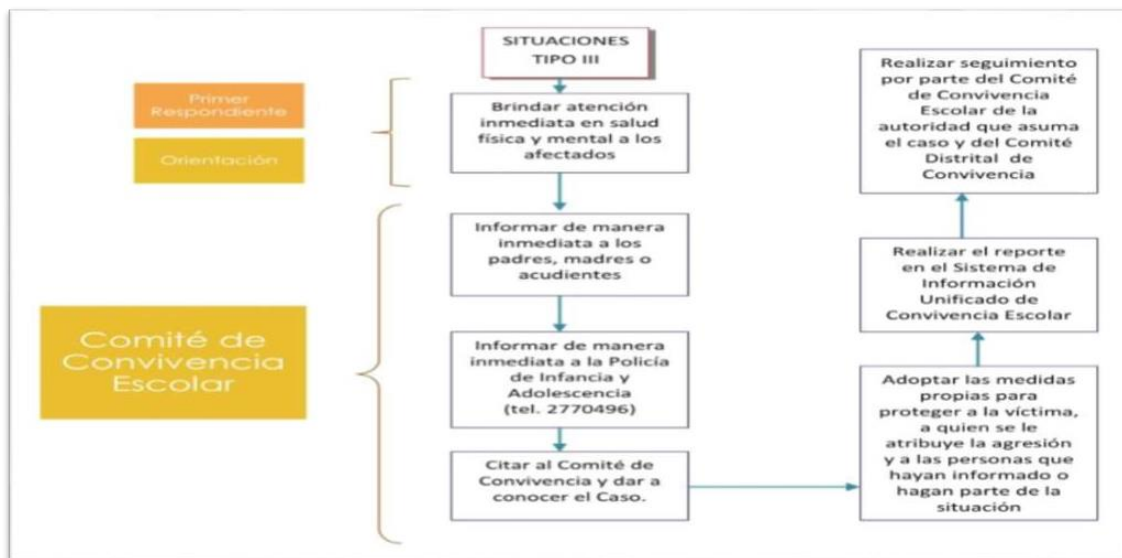 SITUACIONES
TIPO III
Primer
Respondiente
Orientación
Brindar atención
inmediata en salud
física y mental a los
afectados
Comité de
Convivencia
Escolar
Informar de manera
inmediata a los
padres, madres o
acudientes
Informar de manera
inmediata a la Policía
de Infancia y
Adolescencia
(tel. 2770496)
Citar al Comité de
Convivencia y dar a
conocer el Caso.
Adoptar las medidas
propias para
proteger a la víctima,
a quien se le
atribuye la agresión
y a las personas que
hayan informado o
hagan parte de la
situación
Realizar el reporte
en el Sistema de
Información
Unificado de
Convivencia Escolar
Realizar seguimiento
por parte del Comité
de Convivencia
Escolar de la
autoridad que asuma
el caso y del Comité
Distrital de
Convivencia